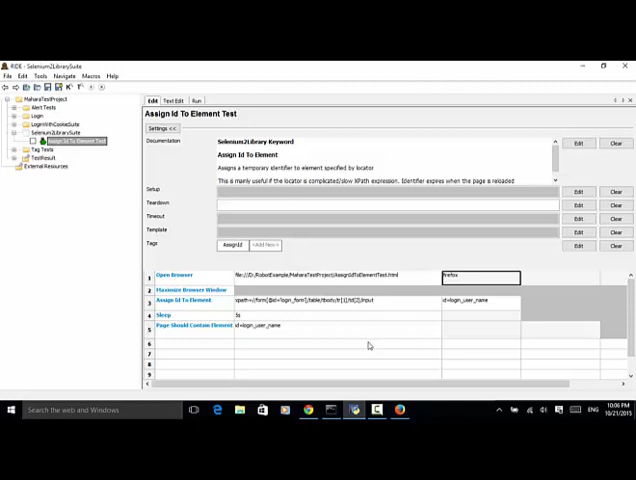 RIDE - Selenium2LibrarySuite
File Edit Tools Navigate Macros Help
MaharaTestProject
Alert Tests
Login
LoginWithCookieSuite
Selenium2LibrarySuite
Assign Id To Element Test
Tag Tests
TestResult
External Resources
Edit Text Edit Run
Assign Id To Element Test
Settings <<
Documentation
Selenium2Library Keyword
Assign Id To Element
Assigns a temporary identifier to element specified by locator
This is mainly useful if the locator is complicated/slow XPath expression. Identifier expires when the page is reloaded
Edit Clear
Setup Edit Clear
Teardown Edit Clear
Timeout Edit Clear
Template Edit Clear
Tags AssignId <Add New> Edit Clear
1 Open Browser file:///D:/RobotExample/MaharaTestProject/AssignIdElementTest.html firefox
2 Maximize Browser Window
3 Assign Id To Element xpath=//form[@id=login_form]/table/tbody/tr[1]/td[2]/input id=login_user_name
4 Sleep 5s
5 Page Should Contain Element id=login_user_name
6
7
8
9
Search the web and Windows
ENG
10:06 PM
10/21/2015